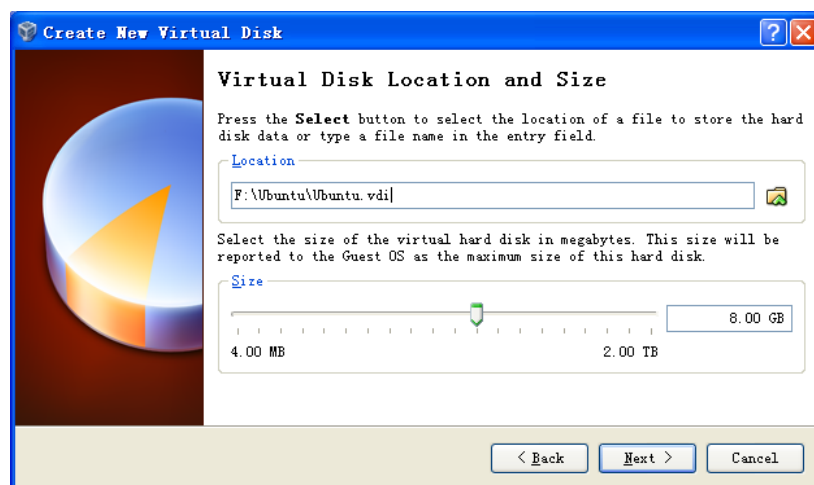 Create New Virtual Disk
Virtual Disk Location and Size
Press the Select button to select the location of a file to store the hard
disk data or type a file name in the entry field.
Location
F:\Ubuntu\Ubuntu.vdi
Select the size of the virtual hard disk in megabytes. This size will be
reported to the Guest OS as the maximum size of this hard disk.
Size
8.00 GB
4.00 MB 2.00 TB
< Back Next > Cancel